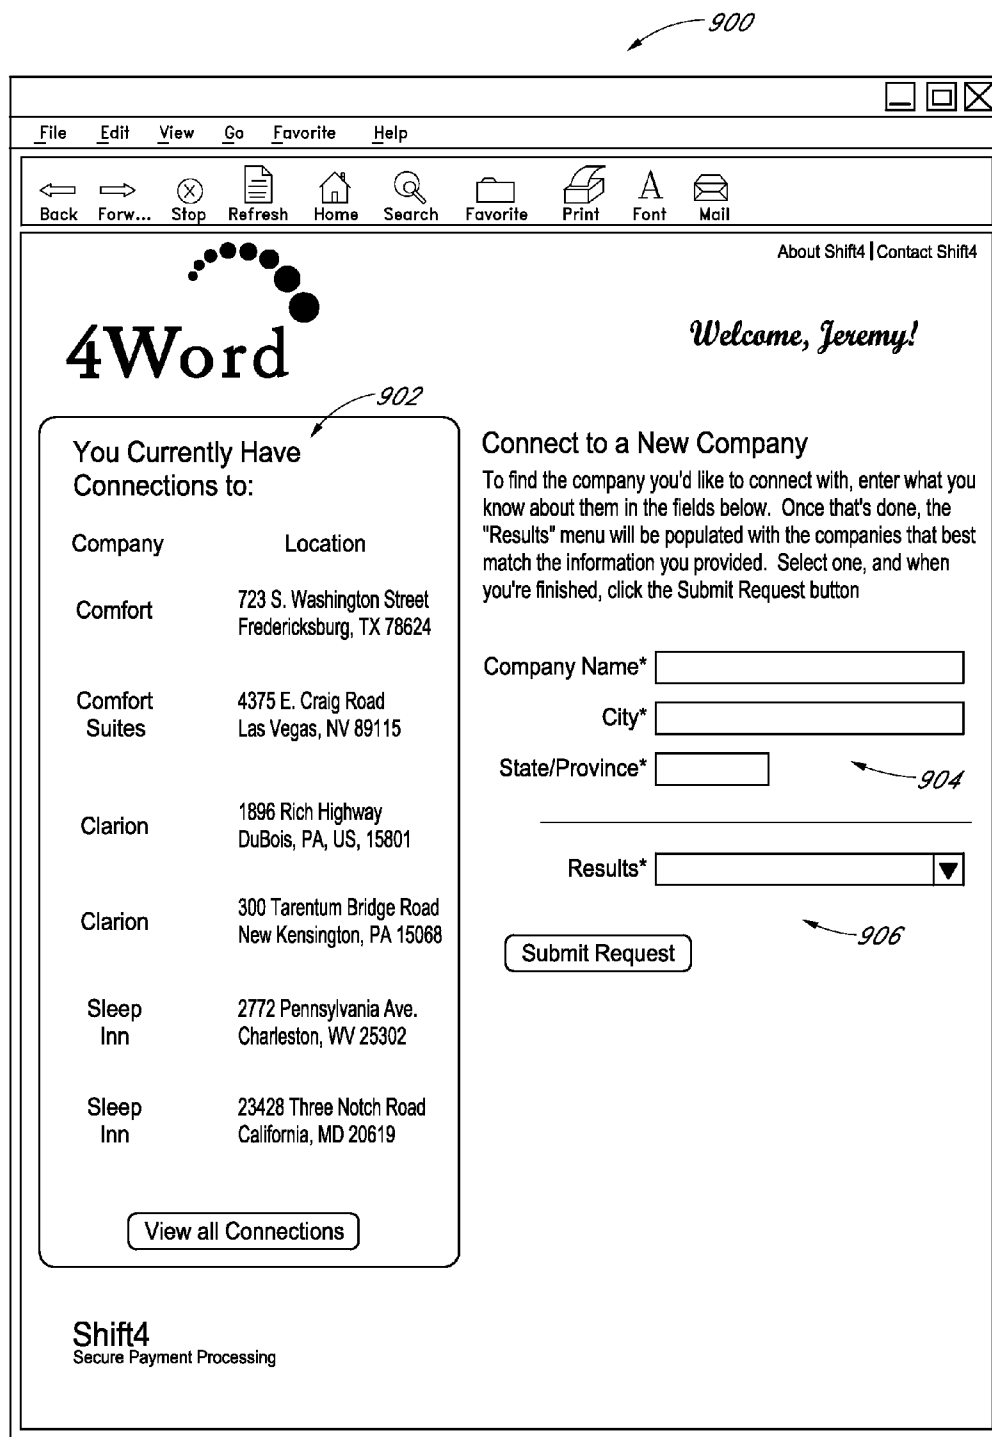 900
File Edit View Go Favorite Help
Back Forw... Stop Refresh Home Search Favorite Print Font Mail
About Shift4 | Contact Shift4
4Word
Welcome, Jeremy!
902
You Currently Have
Connections to:
Company Location
Comfort
723 S. Washington Street
Fredericksburg, TX 78624
Comfort
Suites
4375 E. Craig Road
Las Vegas, NV 89115
Clarion
1896 Rich Highway
DuBois, PA, US, 15801
Clarion
300 Tarentum Bridge Road
New Kensington, PA 15068
Sleep
Inn
2772 Pennsylvania Ave.
Charleston, WV 25302
Sleep
Inn
23428 Three Notch Road
California, MD 20619
View all Connections
Connect to a New Company
To find the company you'd like to connect with, enter what you
know about them in the fields below. Once that's done, the
"Results" menu will be populated with the companies that best
match the information you provided. Select one, and when
you're finished, click the Submit Request button
Company Name*
City*
State/Province*
904
Results*
906
Submit Request
Shift4
Secure Payment Processing